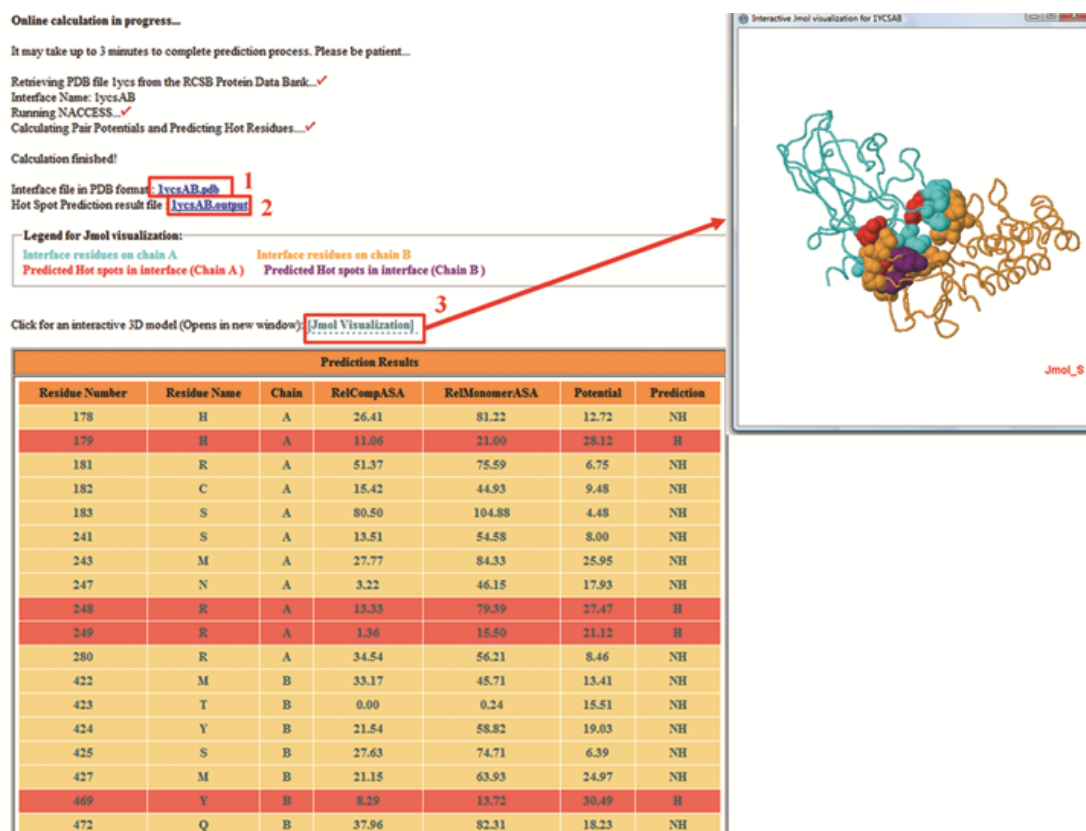 Online calculation in progress...
It may take up to 3 minutes to complete prediction process. Please be patient...
Retrieving PDB file 1ycs from the RCSB Protein Data Bank...✓
Interface Name: 1ycsAB
Running NACCESS...✓
Calculating Pair Potentials and Predicting Hot Residues....✓
Calculation finished!
Interface file in PDB format : 1ycsAB.pdb 1
Hot Spot Prediction result file : 1ycsAB.output 2
Legend for Jmol visualization:
Interface residues on chain A Interface residues on chain B
Predicted Hot spots in interface (Chain A ) Predicted Hot spots in interface (Chain B )
3
Click for an interactive 3D model (Opens in new window): [Jmol Visualization]
Prediction Results
Residue Number Residue Name Chain RelCompASA RelMonomerASA Potential Prediction
178 H A 26.41 81.22 12.72 NH
179 H A 11.06 21.00 28.12 H
181 R A 51.37 75.59 6.75 NH
182 C A 15.42 44.93 9.48 NH
183 S A 80.50 104.88 4.48 NH
241 S A 13.51 54.58 8.00 NH
243 M A 27.77 84.33 25.95 NH
247 N A 3.22 46.15 17.93 NH
248 R A 13.33 79.39 27.47 H
249 R A 1.36 15.50 21.12 H
280 R A 34.54 56.21 8.46 NH
422 M B 33.17 45.71 13.41 NH
423 T B 0.00 0.24 15.51 NH
424 Y B 21.54 58.82 19.03 NH
425 S B 27.63 74.71 6.39 NH
427 M B 21.15 63.93 24.97 NH
469 Y B 8.29 13.72 30.49 H
472 Q B 37.96 82.31 18.23 NH
Interactive Jmol visualization for 1YCSAB
Jmol_S